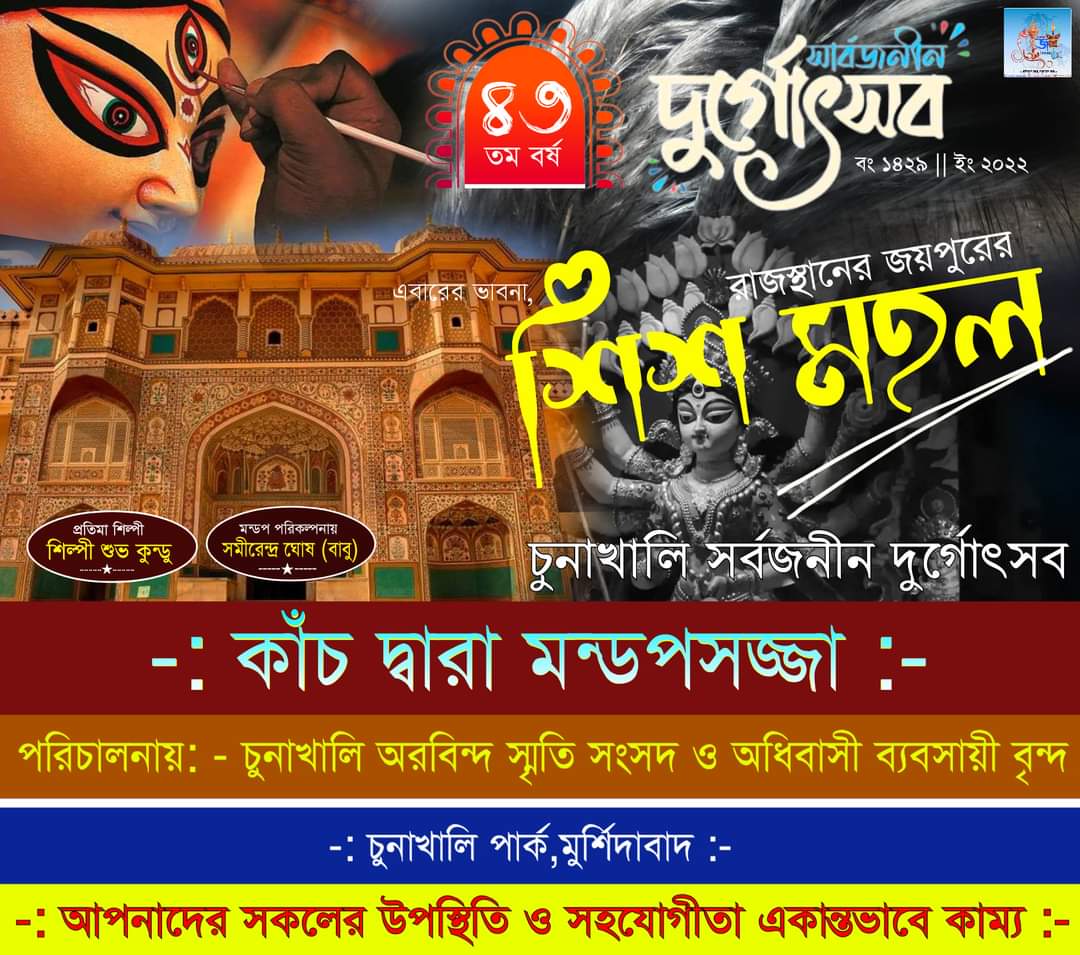 ৪৩
তম বর্ষ
সার্বজনীন
দুর্গোৎসব
বং ১৪২৯ || ইং ২০২২
এবারের ভাবনা,
রাজস্থানের জয়পুরের
শিশ মহল
প্রতিমা শিল্পী
শিল্পী শুভ কুন্ডু
মন্ডপ পরিকল্পনায়
সমীরেন্দ্র ঘোষ (বাবু)
চুনাখালি সর্বজনীন দুর্গোৎসব
-: কাঁচ দ্বারা মন্ডপসজ্জা :-
পরিচালনায়: - চুনাখালি অরবিন্দ স্মৃতি সংসদ ও অধিবাসী ব্যবসায়ী বৃন্দ
-: চুনাখালি পার্ক,মুর্শিদাবাদ :-
-: আপনাদের সকলের উপস্থিতি ও সহযোগীতা একান্তভাবে কাম্য :-